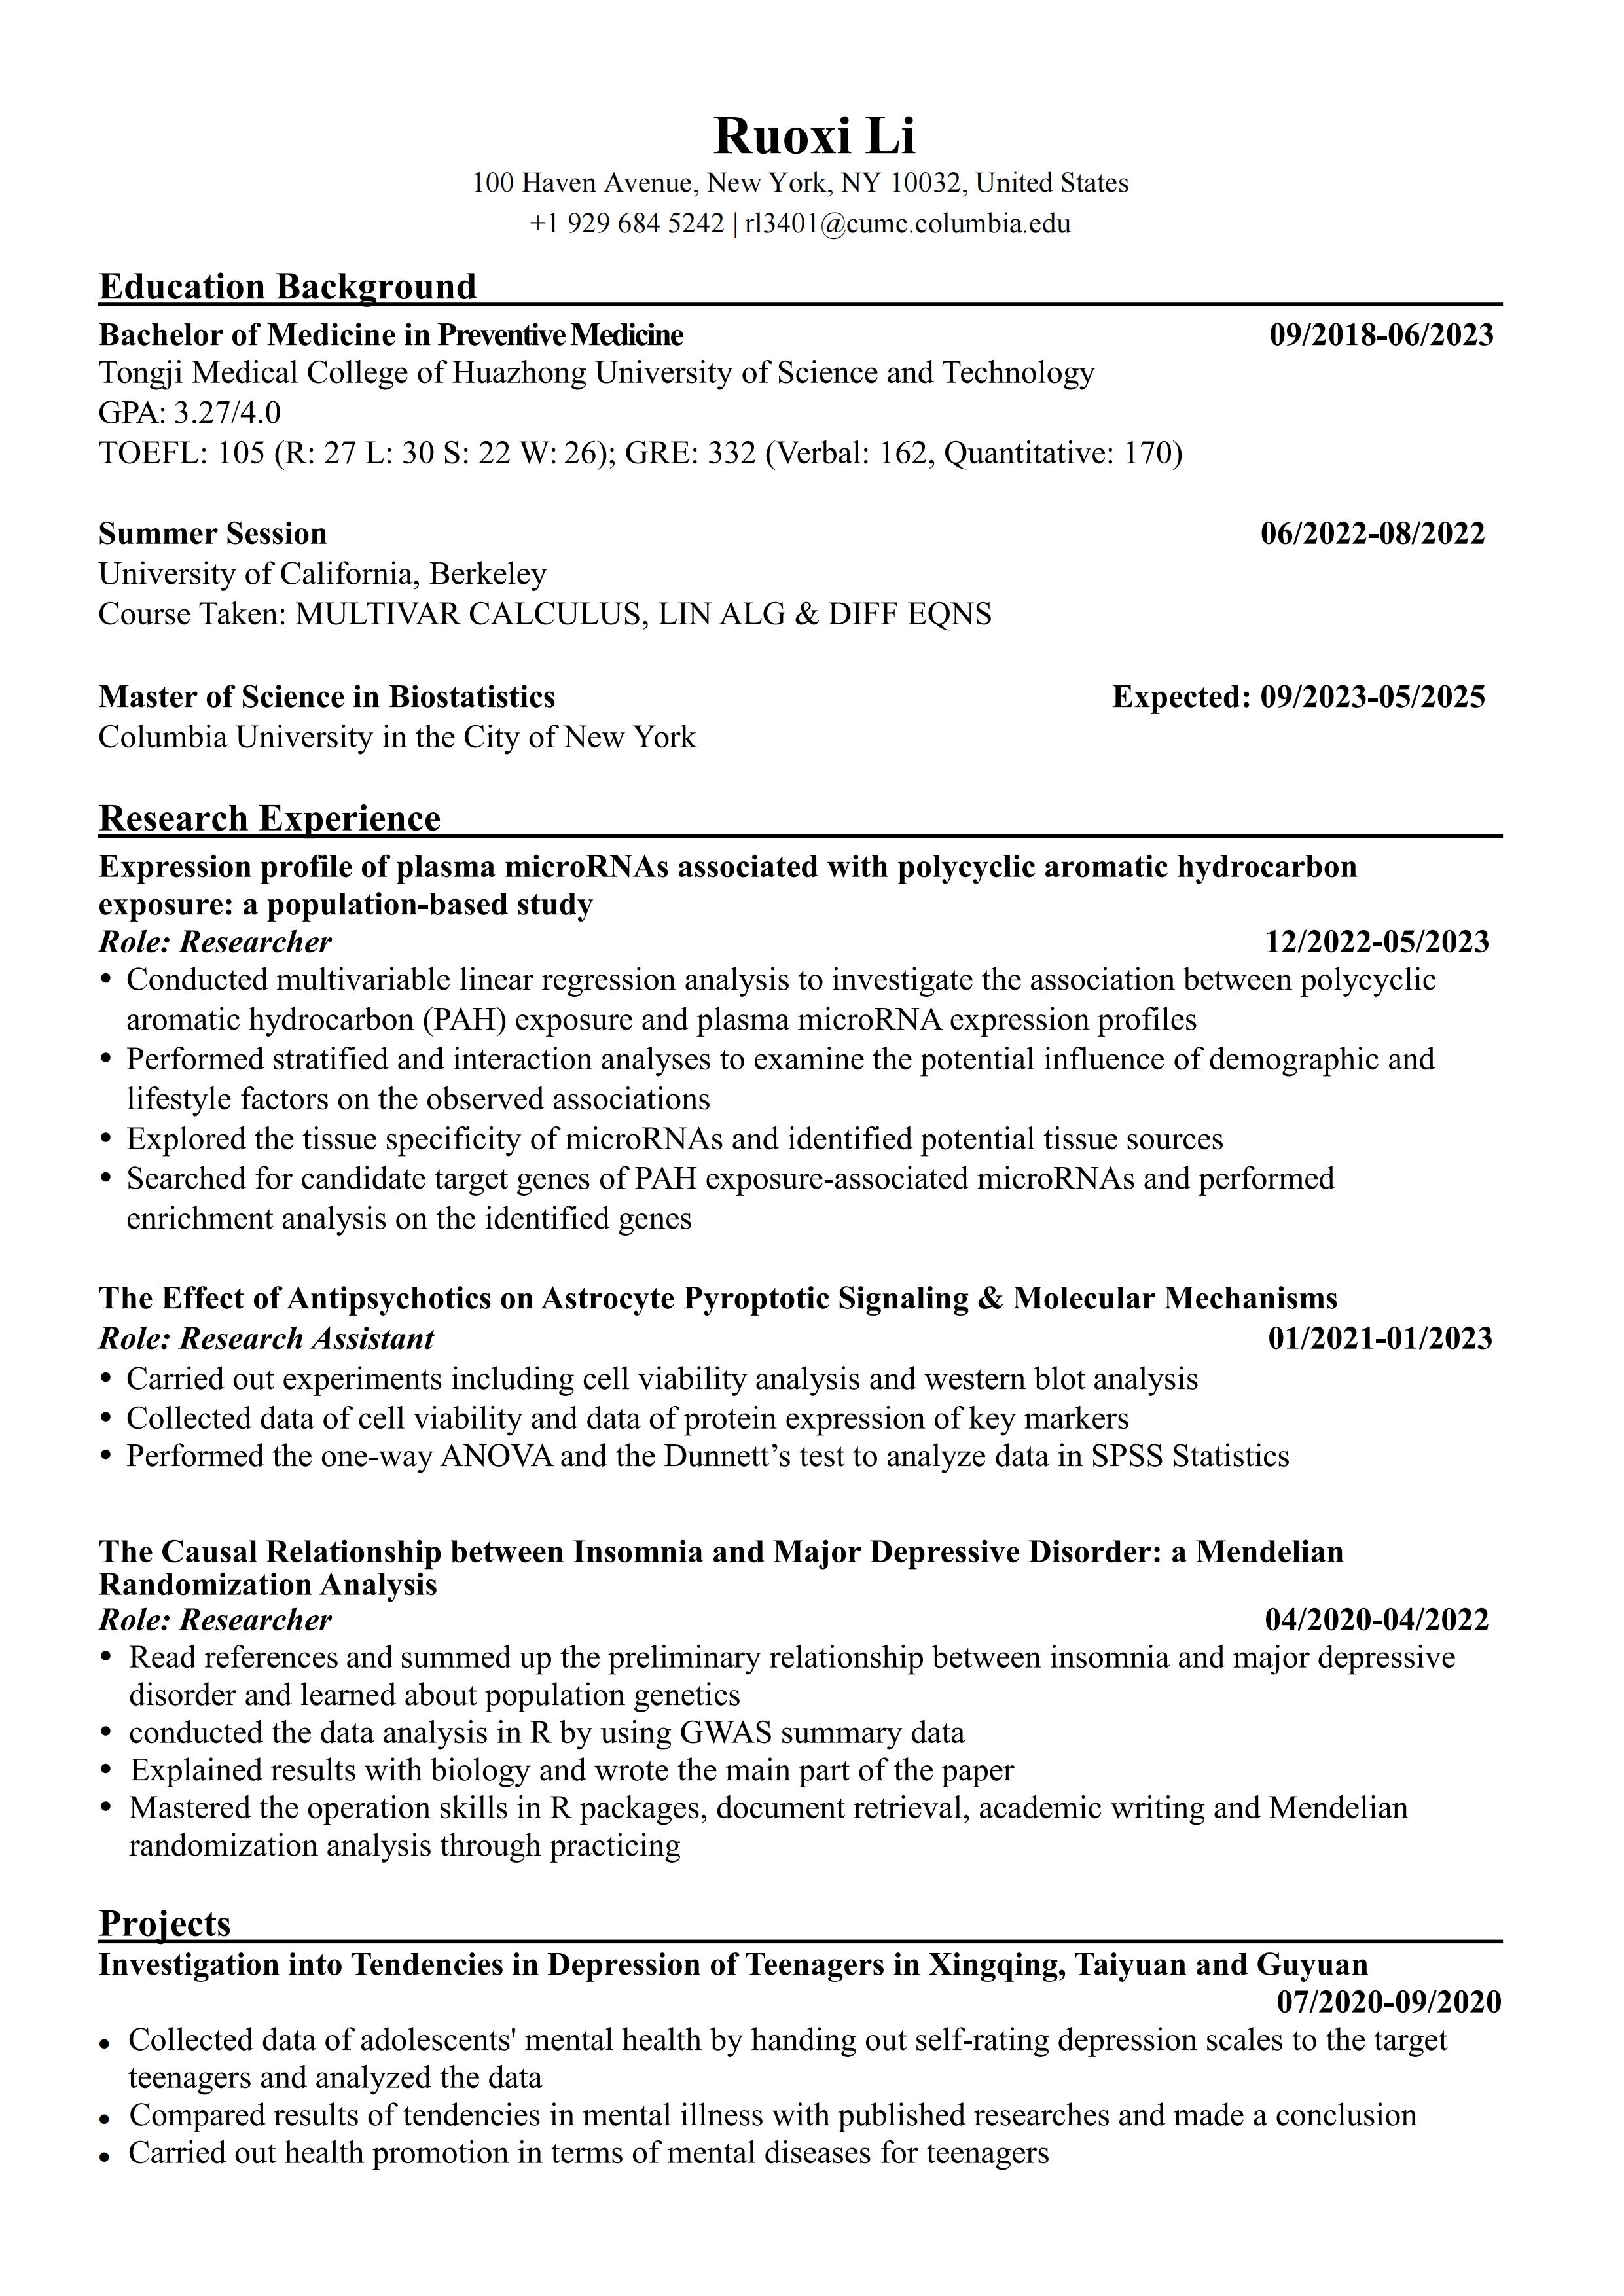 Ruoxi Li
100 Haven Avenue, New York, NY 10032, United States
+1 929 684 5242 | rl3401@cumc.columbia.edu
Education Background
Bachelor of Medicine in Preventive Medicine 09/2018-06/2023
Tongji Medical College of Huazhong University of Science and Technology
GPA: 3.27/4.0
TOEFL: 105 (R: 27 L: 30 S: 22 W: 26); GRE: 332 (Verbal: 162, Quantitative: 170)
Summer Session 06/2022-08/2022
University of California, Berkeley
Course Taken: MULTIVAR CALCULUS, LIN ALG & DIFF EQNS
Master of Science in Biostatistics Expected: 09/2023-05/2025
Columbia University in the City of New York
Research Experience
Expression profile of plasma microRNAs associated with polycyclic aromatic hydrocarbon
exposure: a population-based study
Role: Researcher 12/2022-05/2023
• Conducted multivariable linear regression analysis to investigate the association between polycyclic
aromatic hydrocarbon (PAH) exposure and plasma microRNA expression profiles
• Performed stratified and interaction analyses to examine the potential influence of demographic and
lifestyle factors on the observed associations
• Explored the tissue specificity of microRNAs and identified potential tissue sources
• Searched for candidate target genes of PAH exposure-associated microRNAs and performed
enrichment analysis on the identified genes
The Effect of Antipsychotics on Astrocyte Pyroptotic Signaling & Molecular Mechanisms
Role: Research Assistant 01/2021-01/2023
• Carried out experiments including cell viability analysis and western blot analysis
• Collected data of cell viability and data of protein expression of key markers
• Performed the one-way ANOVA and the Dunnett’s test to analyze data in SPSS Statistics
The Causal Relationship between Insomnia and Major Depressive Disorder: a Mendelian
Randomization Analysis
Role: Researcher 04/2020-04/2022
• Read references and summed up the preliminary relationship between insomnia and major depressive
disorder and learned about population genetics
• conducted the data analysis in R by using GWAS summary data
• Explained results with biology and wrote the main part of the paper
• Mastered the operation skills in R packages, document retrieval, academic writing and Mendelian
randomization analysis through practicing
Projects
Investigation into Tendencies in Depression of Teenagers in Xingqing, Taiyuan and Guyuan
07/2020-09/2020
• Collected data of adolescents' mental health by handing out self-rating depression scales to the target
teenagers and analyzed the data
• Compared results of tendencies in mental illness with published researches and made a conclusion
• Carried out health promotion in terms of mental diseases for teenagers